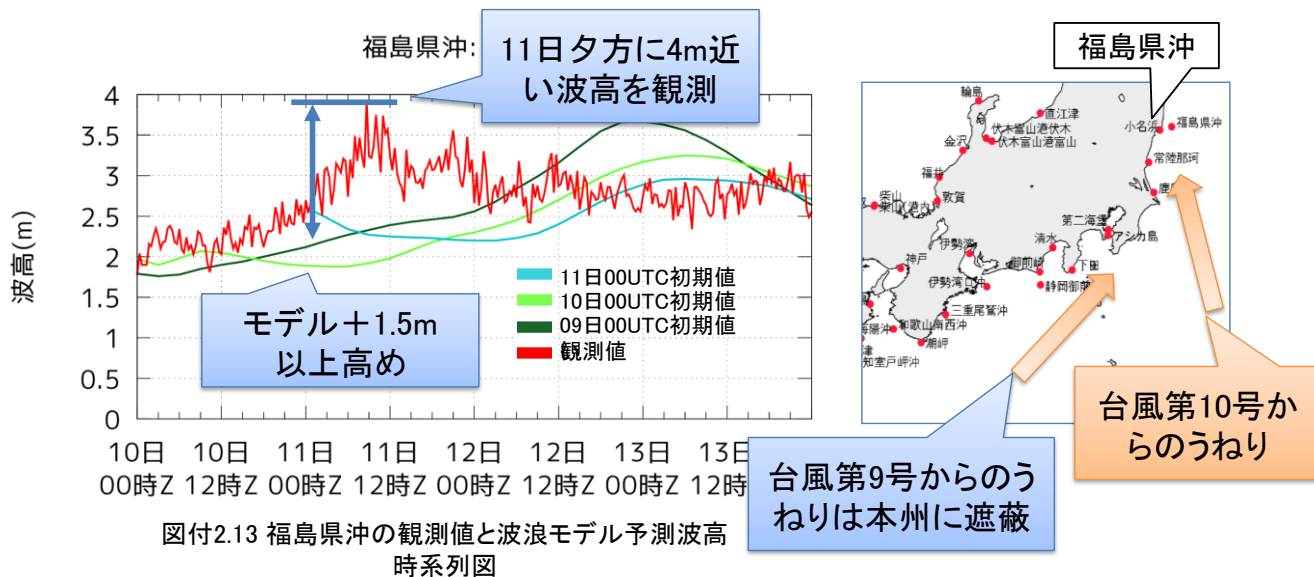 福島県沖:
11日夕方に4m近
い波高を観測
波高(m)
4
3.5
3
2.5
2
1.5
1
0.5
0
11日00UTC初期値
10日00UTC初期値
09日00UTC初期値
観測値
モデル＋1.5m
以上高め
10日 10日 11日 11日 12日 12日 13日 13日
00時Z 12時Z 00時Z 12時Z 00時Z 12時Z 00時Z
図付2.13 福島県沖の観測値と波浪モデル予測波高
時系列図
福島県沖
輪島
直江津
伏木富山港伏木
伏木富山港富山
金沢
小名浜
福島県沖
常陸那珂
福井
敦賀
柴山
柴山(港内)
第二海堡
アシカ島
清水
伊勢湾
神戸
御前崎
下田
伊勢湾口沖
静岡御前
三重尾鷲沖
和歌山南西沖
潮岬
海陽沖
津
知室戸岬沖
台風第10号か
らのうねり
台風第9号からのう
ねりは本州に遮蔽